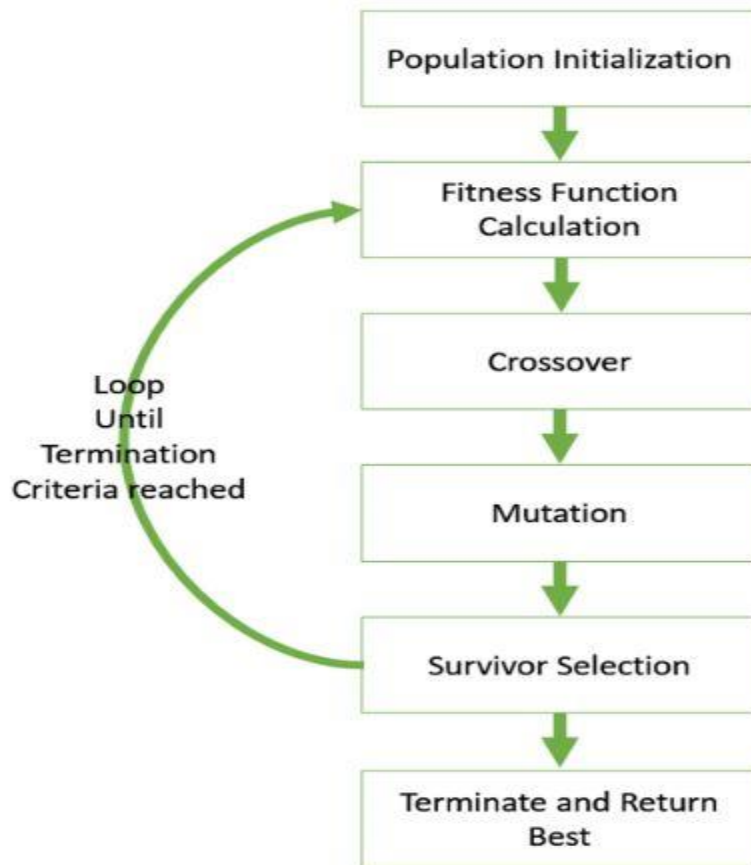 Population Initialization
Fitness Function
Calculation
Crossover
Loop
Until
Termination
Criteria reached
Mutation
Survivor Selection
Terminate and Return
Best